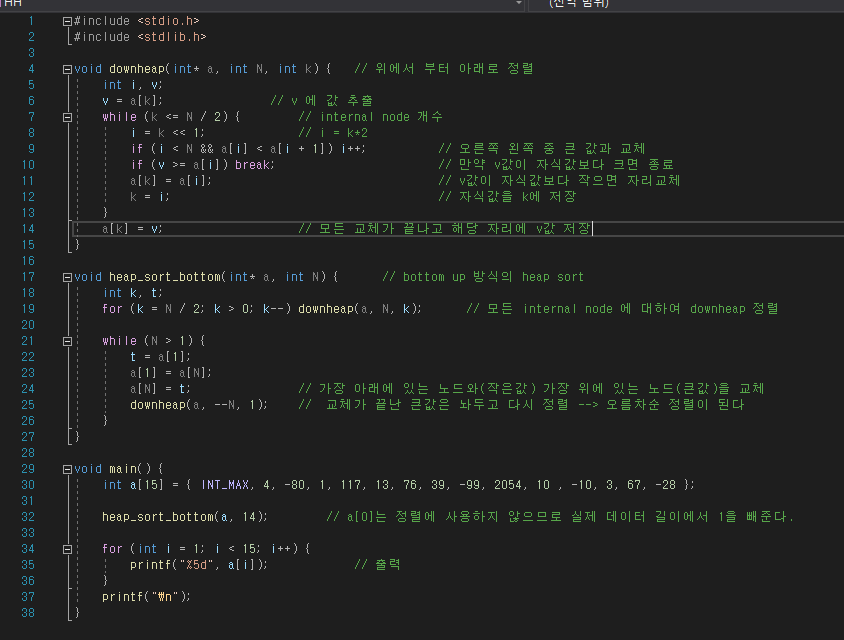 HH (전역 범위)
1 #include <stdio.h>
2 #include <stdlib.h>
3
4 void downheap(int* a, int N, int k) { // 위에서 부터 아래로 정렬
5 int i, v;
6 v = a[k]; // v 에 값 추출
7 while (k <= N / 2) { // internal node 개수
8 i = k << 1; // i = k*2
9 if (i < N && a[i] < a[i + 1]) i++; // 오른쪽 왼쪽 중 큰 값과 교체
10 if (v >= a[i]) break; // 만약 v값이 자식값보다 크면 종료
11 a[k] = a[i]; // v값이 자식값보다 작으면 자리교체
12 k = i; // 자식값을 k에 저장
13 }
14 a[k] = v; // 모든 교체가 끝나고 해당 자리에 v값 저장
15 }
16
17 void heap_sort_bottom(int* a, int N) { // bottom up 방식의 heap sort
18 int k, t;
19 for (k = N / 2; k > 0; k--) downheap(a, N, k); // 모든 internal node 에 대하여 downheap 정렬
20
21 while (N > 1) {
22 t = a[1];
23 a[1] = a[N];
24 a[N] = t; // 가장 아래에 있는 노드와(작은값) 가장 위에 있는 노드(큰값)을 교체
25 downheap(a, --N, 1); // 교체가 끝난 큰값은 놔두고 다시 정렬 --> 오름차순 정렬이 된다
26 }
27 }
28
29 void main() {
30 int a[15] = { INT_MAX, 4, -80, 1, 117, 13, 76, 39, -99, 2054, 10 , -10, 3, 67, -28 };
31
32 heap_sort_bottom(a, 14); // a[0]는 정렬에 사용하지 않으므로 실제 데이터 길이에서 1을 빼준다.
33
34 for (int i = 1; i < 15; i++) {
35 printf("%5d", a[i]); // 출력
36 }
37 printf("₩n");
38 }